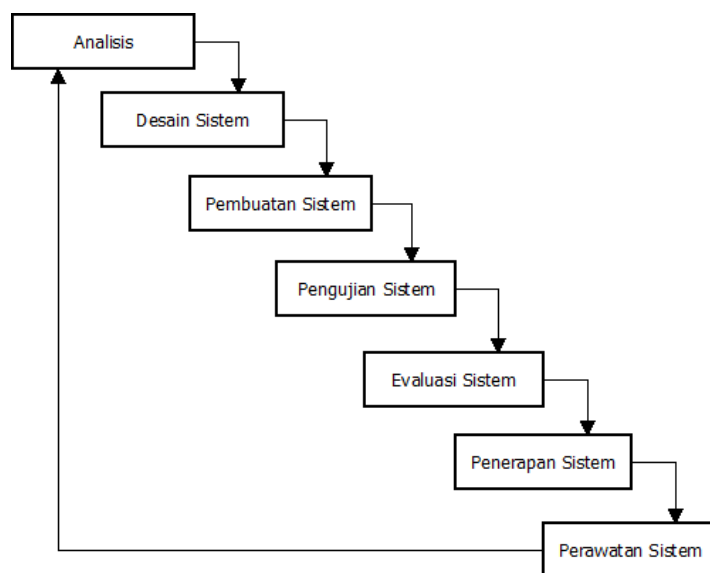 Analisis
Desain Sistem
Pembuatan Sistem
Pengujian Sistem
Evaluasi Sistem
Penerapan Sistem
Perawatan Sistem